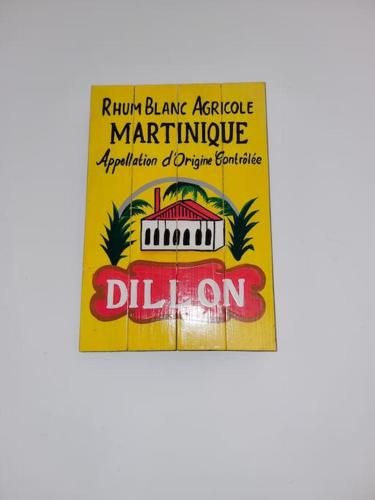 Rhum Blanc Agricole
MARTINIQUE
Appellation d'Origine Contrôlée
DILLON